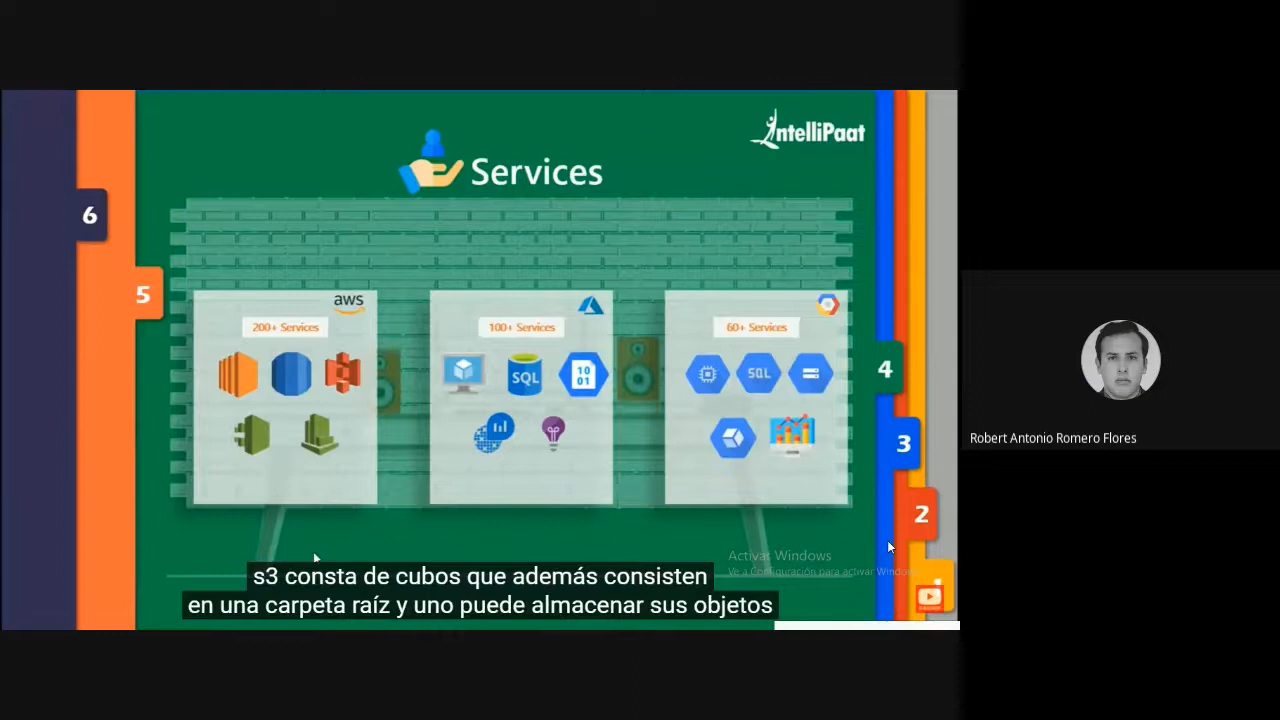 IntelliPaat
Services
6
5
aws
200+ Services
100+ Services
60+ Services
SQL
10
01
SQL
4
3
2
1
Robert Antonio Romero Flores
Activar Windows
Ve a Configuración para activar Windows
s3 consta de cubos que además consisten
en una carpeta raíz y uno puede almacenar sus objetos